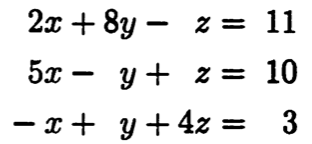 2x + 8y − z = 11
5x − y + z = 10
− x + y + 4z = 3